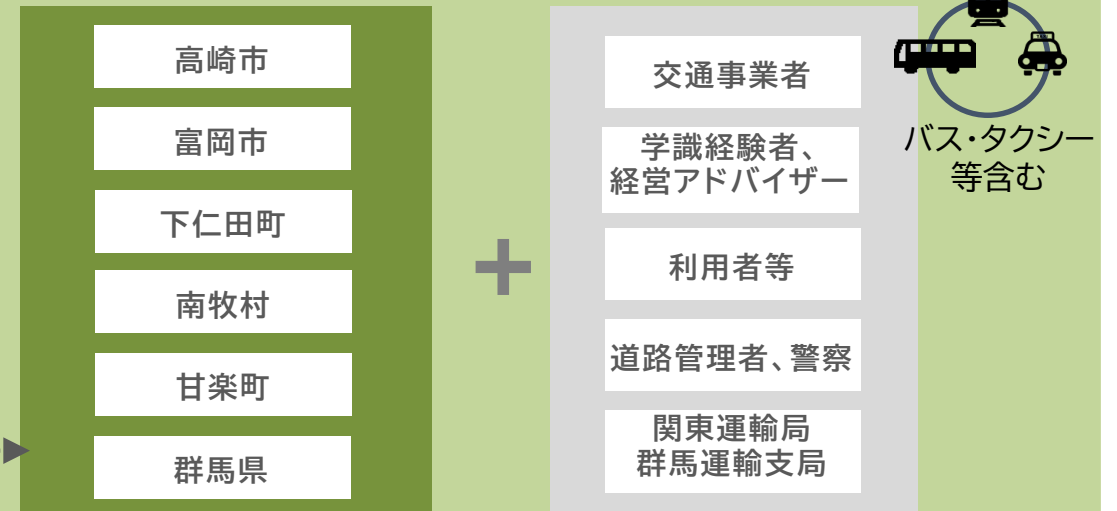 高崎市
富岡市
下仁田町
南牧村
甘楽町
群馬県
+
交通事業者
学識経験者、
経営アドバイザー
利用者等
道路管理者、警察
関東運輸局
群馬運輸支局
バス・タクシー
等含む